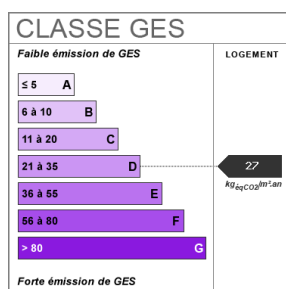 CLASSE GES
Faible émission de GES
LOGEMENT
≤ 5 A
6 à 10 B
11 à 20 C
21 à 35 D
27
kgéqCO2/m².an
36 à 55 E
56 à 80 F
> 80 G
Forte émission de GES